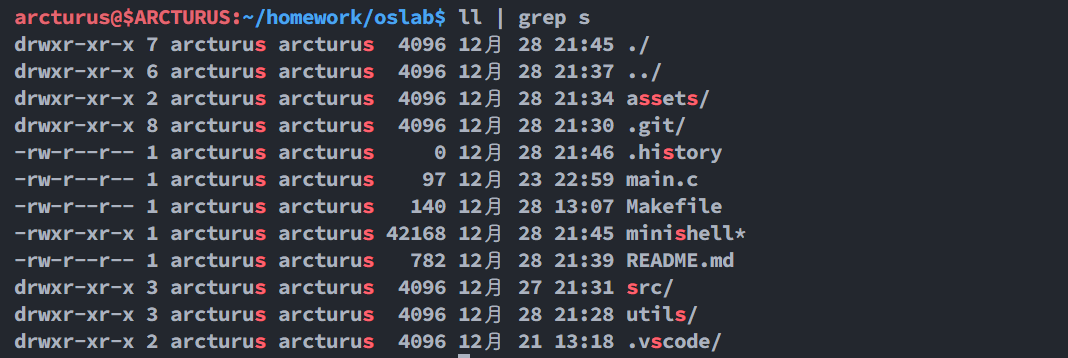 arcturus@$ARCTURUS:~/homework/oslab$ ll | grep s
drwxr-xr-x 7 arcturus arcturus  4096 12月  28 21:45 ./
drwxr-xr-x 6 arcturus arcturus  4096 12月  28 21:37 ../
drwxr-xr-x 2 arcturus arcturus  4096 12月  28 21:34 assets/
drwxr-xr-x 8 arcturus arcturus  4096 12月  28 21:30 .git/
-rw-r--r-- 1 arcturus arcturus     0 12月  28 21:46 .history
-rw-r--r-- 1 arcturus arcturus    97 12月  23 22:59 main.c
-rw-r--r-- 1 arcturus arcturus   140 12月  28 13:07 Makefile
-rwxr-xr-x 1 arcturus arcturus 42168 12月  28 21:45 minishell*
-rw-r--r-- 1 arcturus arcturus   782 12月  28 21:39 README.md
drwxr-xr-x 3 arcturus arcturus  4096 12月  27 21:31 src/
drwxr-xr-x 3 arcturus arcturus  4096 12月  28 21:28 utils/
drwxr-xr-x 2 arcturus arcturus  4096 12月  21 13:18 .vscode/